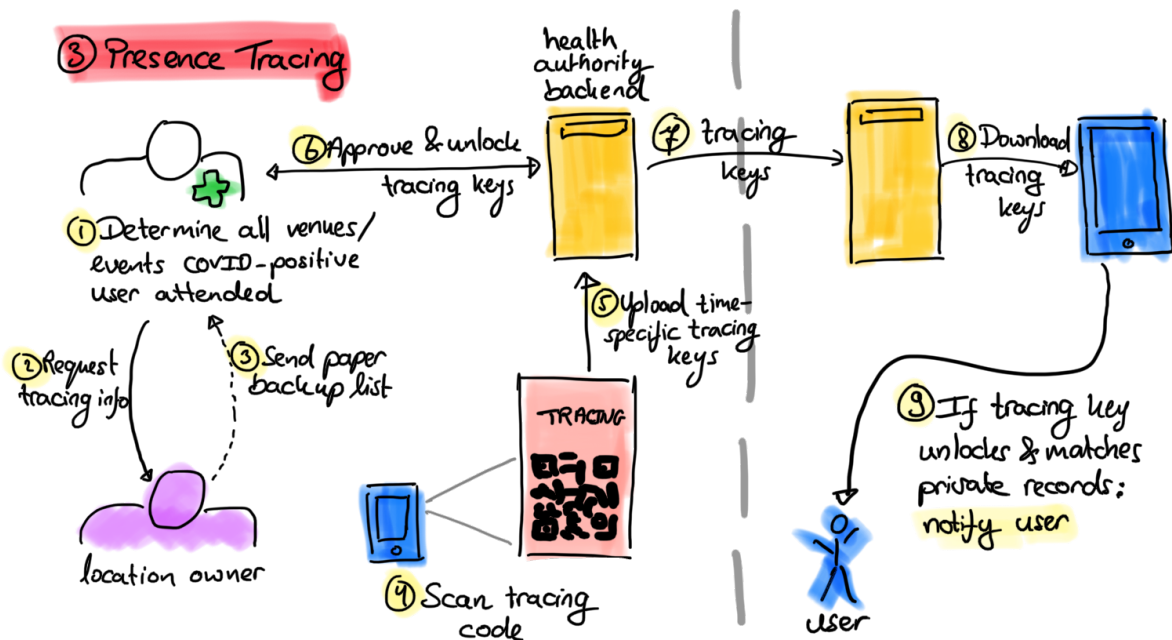 ③ Presence Tracing
① Determine all venues/
events COVID-positive
user attended
② Request
tracing info
③ Send paper
backup list
location owner
④ Scan tracing
code
TRACING
⑤ Upload time-
specific tracing
keys
⑥ Approve & unlock
tracing keys
health
authority
backend
⑦ tracing
keys
⑧ Download
tracing
keys
⑨ If tracing key
unlocks & matches
private records:
notify user
user